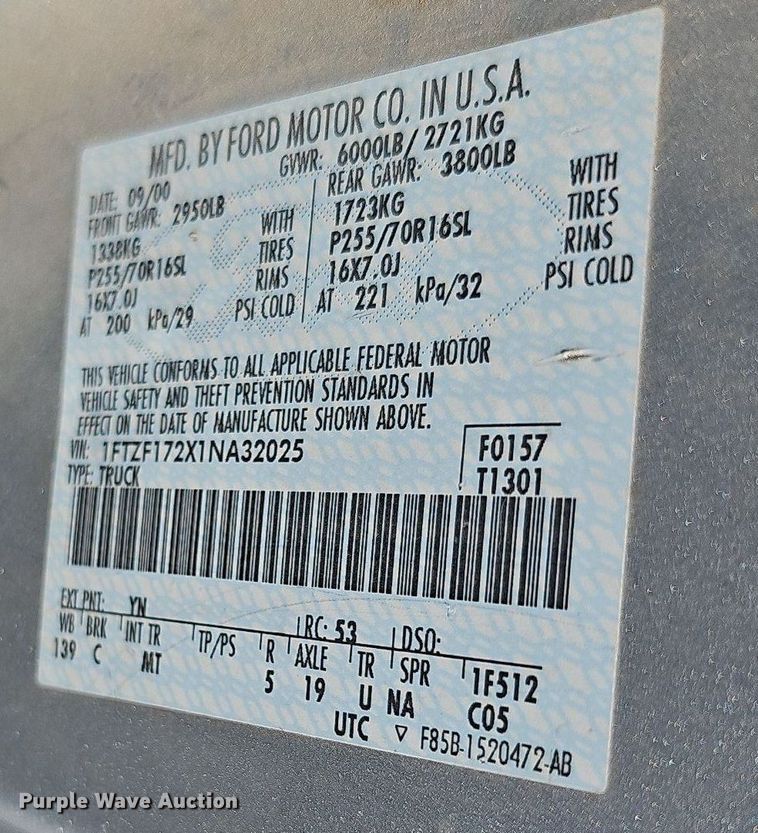 MFD. BY FORD MOTOR CO. IN U.S.A.
DATE: 09/00 GVWR: 6000LB/ 2721KG
FRONT GAWR: 2950LB REAR GAWR: 3800LB
1338KG WITH 1723KG WITH
P255/70R16SL TIRES P255/70R16SL TIRES
16X7.0J RIMS 16X7.0J RIMS
AT 200 kPa/29 PSI COLD AT 221 kPa/32 PSI COLD
THIS VEHICLE CONFORMS TO ALL APPLICABLE FEDERAL MOTOR
VEHICLE SAFETY AND THEFT PREVENTION STANDARDS IN
EFFECT ON THE DATE OF MANUFACTURE SHOWN ABOVE.
VIN: 1FTZF172X1NA32025 F0157
TYPE: TRUCK T1301
EXT PNT: YN RC: 53 DSO:
WB BRK INT TR TP/PS R AXLE TR SPR 1F512
139 C MT 5 19 U NA C05
UTC ▽ F85B-1520472-AB
Purple Wave Auction